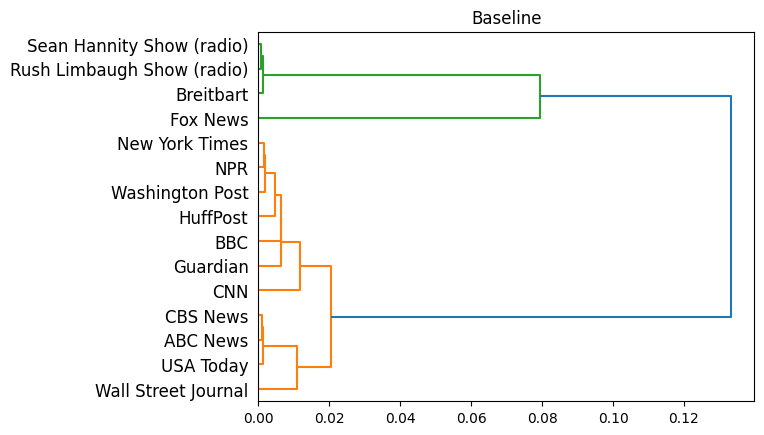 Baseline
Sean Hannity Show (radio)
Rush Limbaugh Show (radio)
Breitbart
Fox News
New York Times
NPR
Washington Post
HuffPost
BBC
Guardian
CNN
CBS News
ABC News
USA Today
Wall Street Journal
0.00 0.02 0.04 0.06 0.08 0.10 0.12